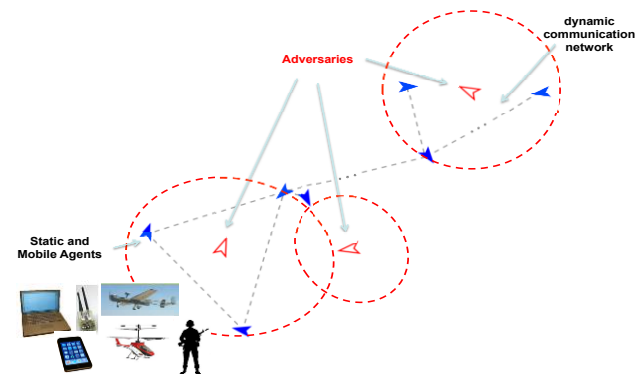 dynamic
communication
network
Adversaries
Static and
Mobile Agents